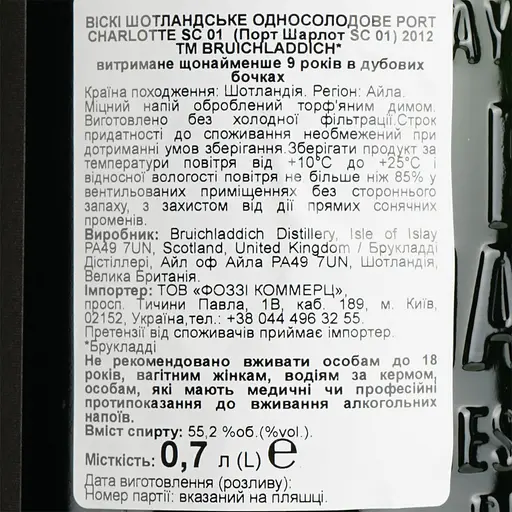 ВІСКІ ШОТЛАНДСЬКЕ ОДНОСОЛОДОВЕ PORT
CHARLOTTE SC 01 (Порт Шарлот SC 01) 2012
TM BRUICHLADDICH*
витримане щонайменше 9 років в дубових
бочках
Країна походження: Шотландія. Регіон: Айла.
Міцний напій оброблений торф'яним димом.
Виготовлено без холодної фільтрації.Строк
придатності до споживання необмежений при
дотриманні умов зберігання.Зберігати продукт за
температури повітря від +10°С до +25°С і
відносної вологості повітря не більше ніж 85% у
вентильованих приміщеннях без стороннього
запаху, з захистом від дії прямих сонячних
променів.
Виробник: Bruichladdich Distillery, Isle of Islay
PA49 7UN, Scotland, United Kingdom / Брукладді
Дістіллері, Айл оф Айла PA49 7UN, Шотландія,
Велика Британія.
Імпортер: ТОВ «ФОЗЗІ КОММЕРЦ»,
просп. Тичини Павла, 1В, каб. 189, м. Київ,
02152, Україна,тел.: +38 044 496 32 55.
Претензії від споживачів приймає імпортер.
*Брукладді
Не рекомендовано вживати особам до 18
років, вагітним жінкам, водіям за кермом,
особам, які мають медичні чи професійні
протипоказання до вживання алкогольних
напоїв.
Вміст спирту: 55,2 %об.(%vol.).
Місткість: 0,7 л (L) ℮
Дата виготовлення (розливу):
Номер партії: вказаний на пляшці.